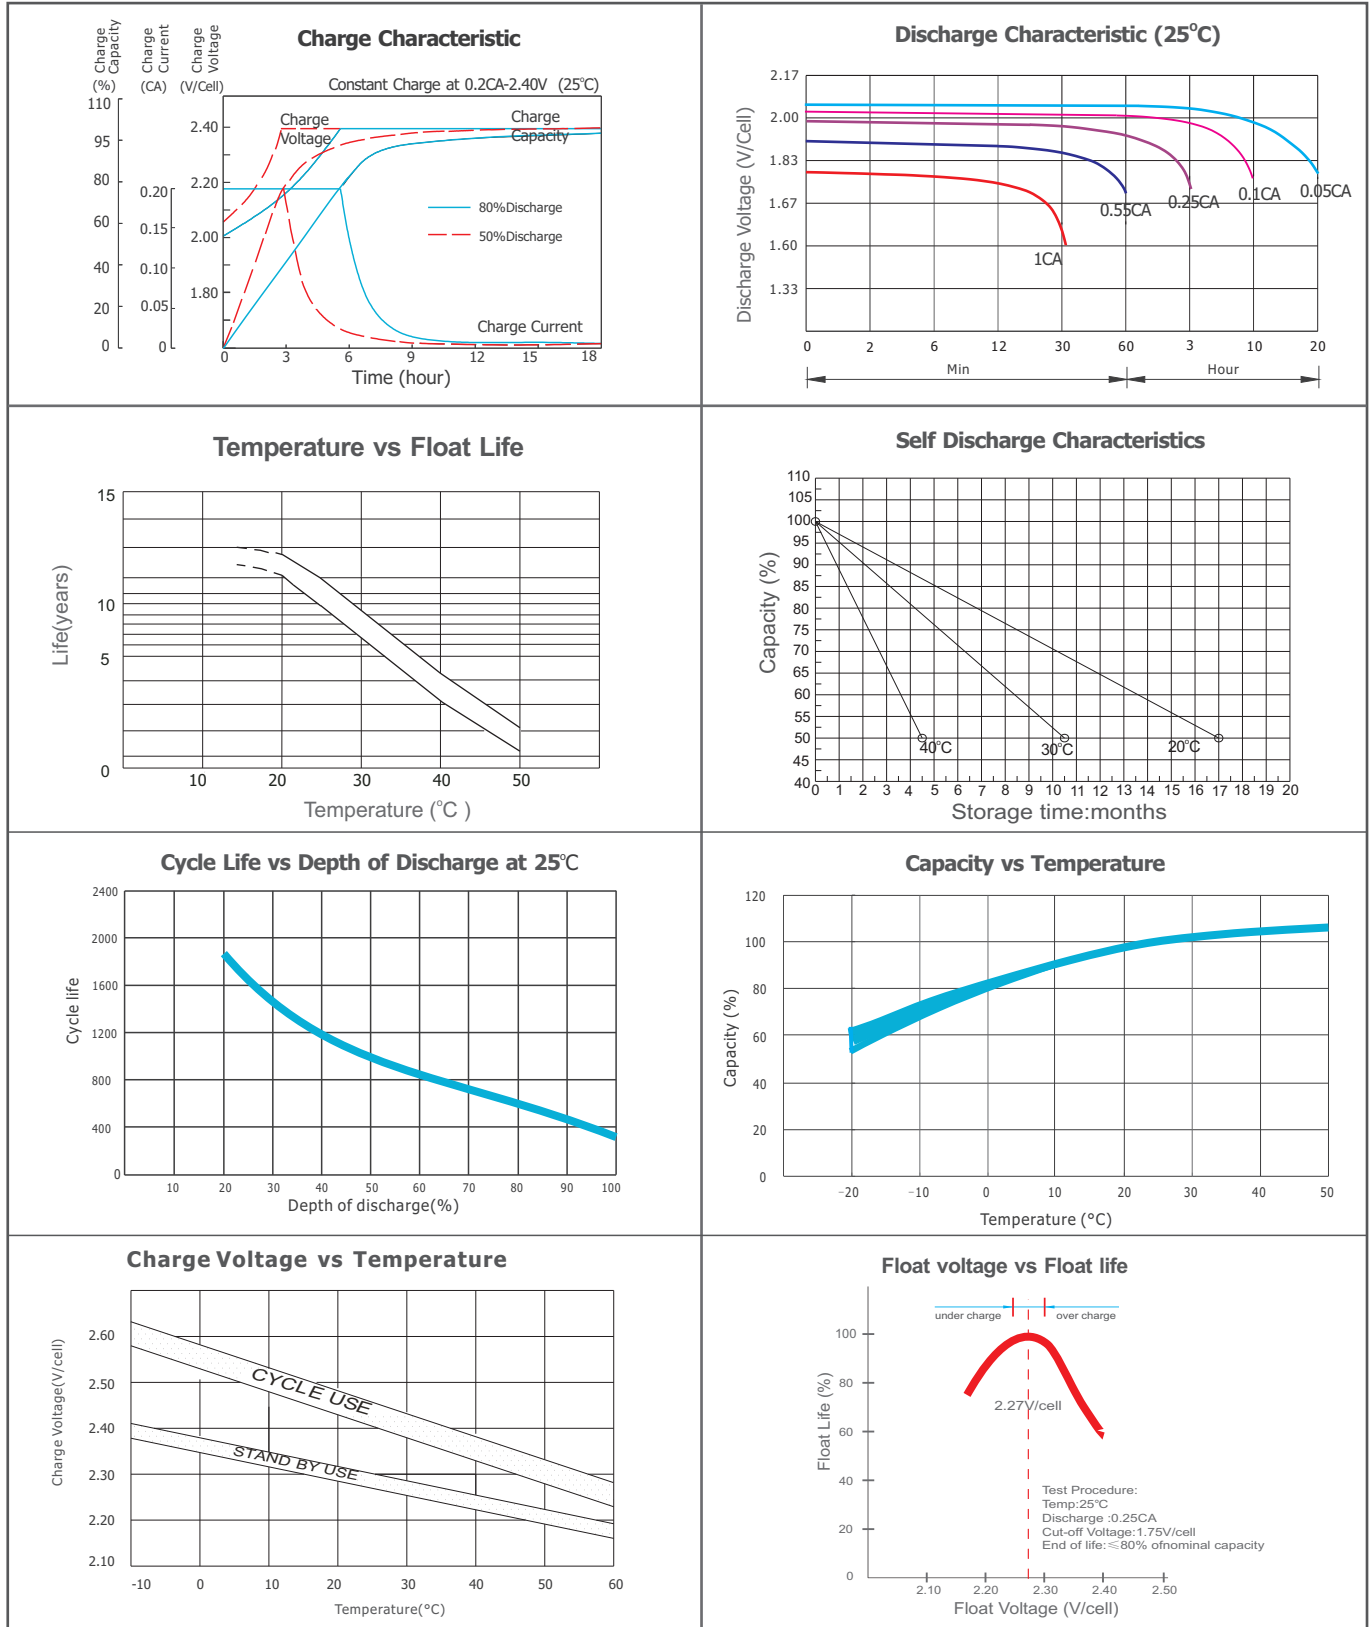 Charge Characteristic
Charge Capacity
Charge Current
Charge Voltage
(%) (CA) (V/Cell)
Constant Charge at 0.2CA-2.40V (25°C)
110
95
80
60
40
20
0
0.20
0.15
0.10
0.05
0
2.40
2.20
2.00
1.80
Charge Voltage
Charge Capacity
80%Discharge
50%Discharge
Charge Current
0 3 6 9 12 15 18
Time (hour)
Discharge Characteristic (25°C)
Discharge Voltage (V/Cell)
2.17
2.00
1.83
1.67
1.60
1.33
1CA
0.55CA
0.25CA
0.1CA
0.05CA
0 2 6 12 30 60 3 10 20
Min Hour
Temperature vs Float Life
Life(years)
15
10
5
0
10 20 30 40 50
Temperature (°C )
Self Discharge Characteristics
Capacity (%)
110
105
100
95
90
85
80
75
70
65
60
55
50
45
40
40°C 30°C 20°C
0 1 2 3 4 5 6 7 8 9 10 11 12 13 14 15 16 17 18 19 20
Storage time:months
Cycle Life vs Depth of Discharge at 25°C
Cycle life
2400
2000
1600
1200
800
400
0
10 20 30 40 50 60 70 80 90 100
Depth of discharge(%)
Capacity vs Temperature
Capacity (%)
120
100
80
60
40
20
0
-20 -10 0 10 20 30 40 50
Temperature (°C)
Charge Voltage vs Temperature
Charge Voltage(V/cell)
2.60
2.50
2.40
2.30
2.20
2.10
CYCLE USE
STAND BY USE
-10 0 10 20 30 40 50 60
Temperature(°C)
Float voltage vs Float life
under charge over charge
Float Life (%)
100
80
60
40
20
0
2.27V/cell
Test Procedure:
Temp:25°C
Discharge :0.25CA
Cut-off Voltage:1.75V/cell
End of life:≤80% ofnominal capacity
2.10 2.20 2.30 2.40 2.50
Float Voltage (V/cell)